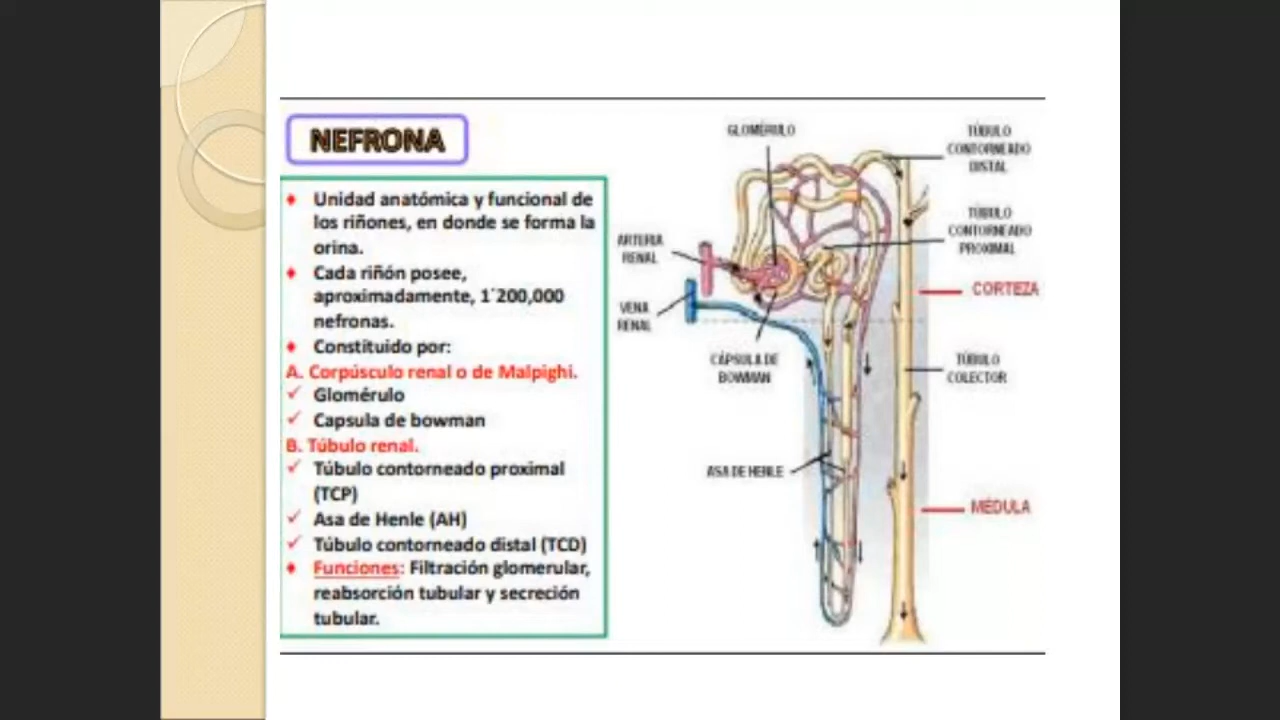 NEFRONA
♦ Unidad anatómica y funcional de
los riñones, en donde se forma la
orina.
♦ Cada riñón posee,
aproximadamente, 1´200,000
nefronas.
♦ Constituido por:
A. Corpúsculo renal o de Malpighi.
✓ Glomérulo
✓ Capsula de bowman
B. Túbulo renal.
✓ Túbulo contorneado proximal
(TCP)
✓ Asa de Henle (AH)
✓ Túbulo contorneado distal (TCD)
♦ Funciones: Filtración glomerular,
reabsorción tubular y secreción
tubular.
GLOMÉRULO
TÚBULO
CONTORNEADO
DISTAL
TÚBULO
CONTORNEADO
PROXIMAL
ARTERIA
RENAL
CORTEZA
VENA
RENAL
CÁPSULA DE
BOWMAN
TÚBULO
COLECTOR
ASA DE HENLE
MÉDULA